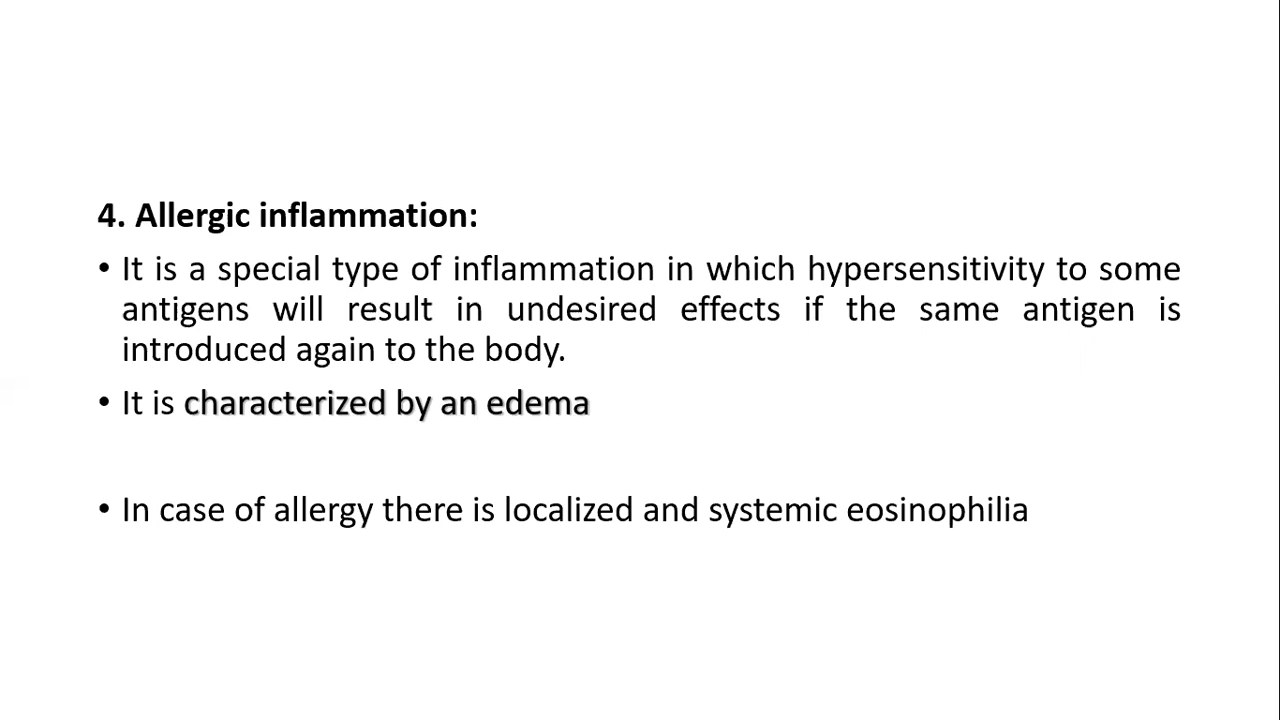 4. Allergic inflammation:
• It is a special type of inflammation in which hypersensitivity to some
antigens will result in undesired effects if the same antigen is
introduced again to the body.
• It is characterized by an edema
• In case of allergy there is localized and systemic eosinophilia